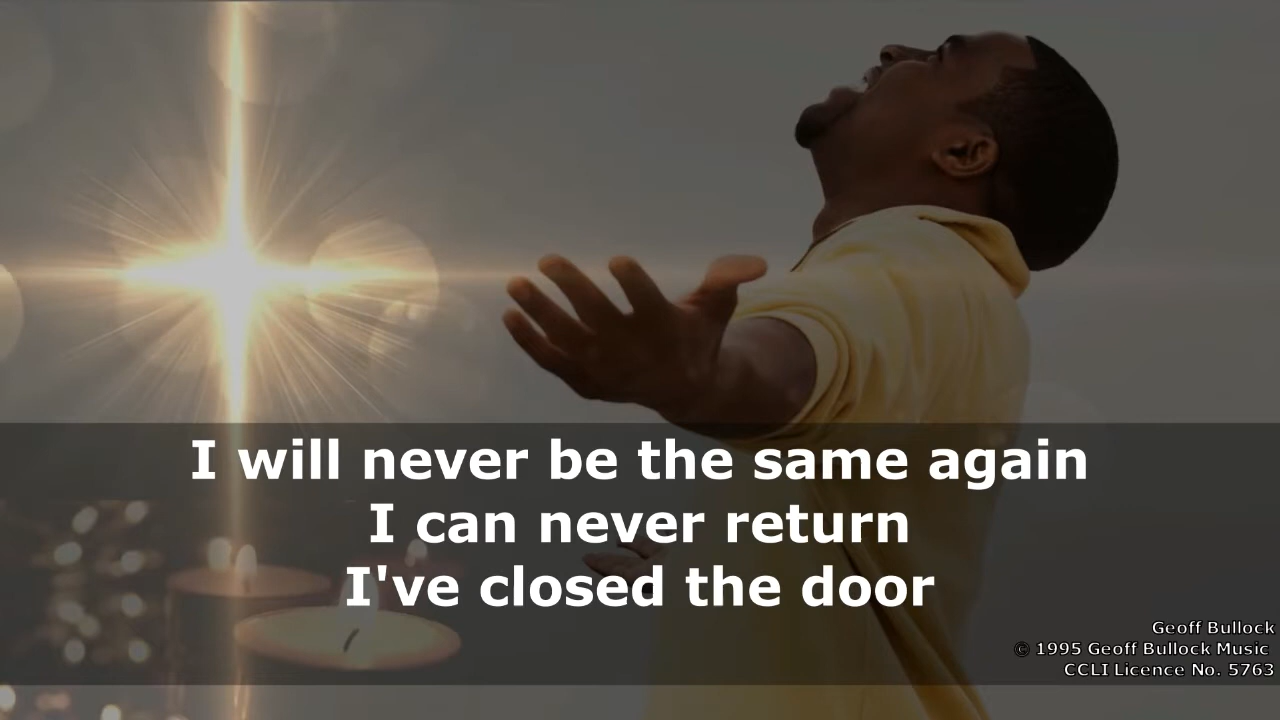 I will never be the same again
I can never return
I've closed the door
Geoff Bullock
© 1995 Geoff Bullock Music
CCLI Licence No. 5763